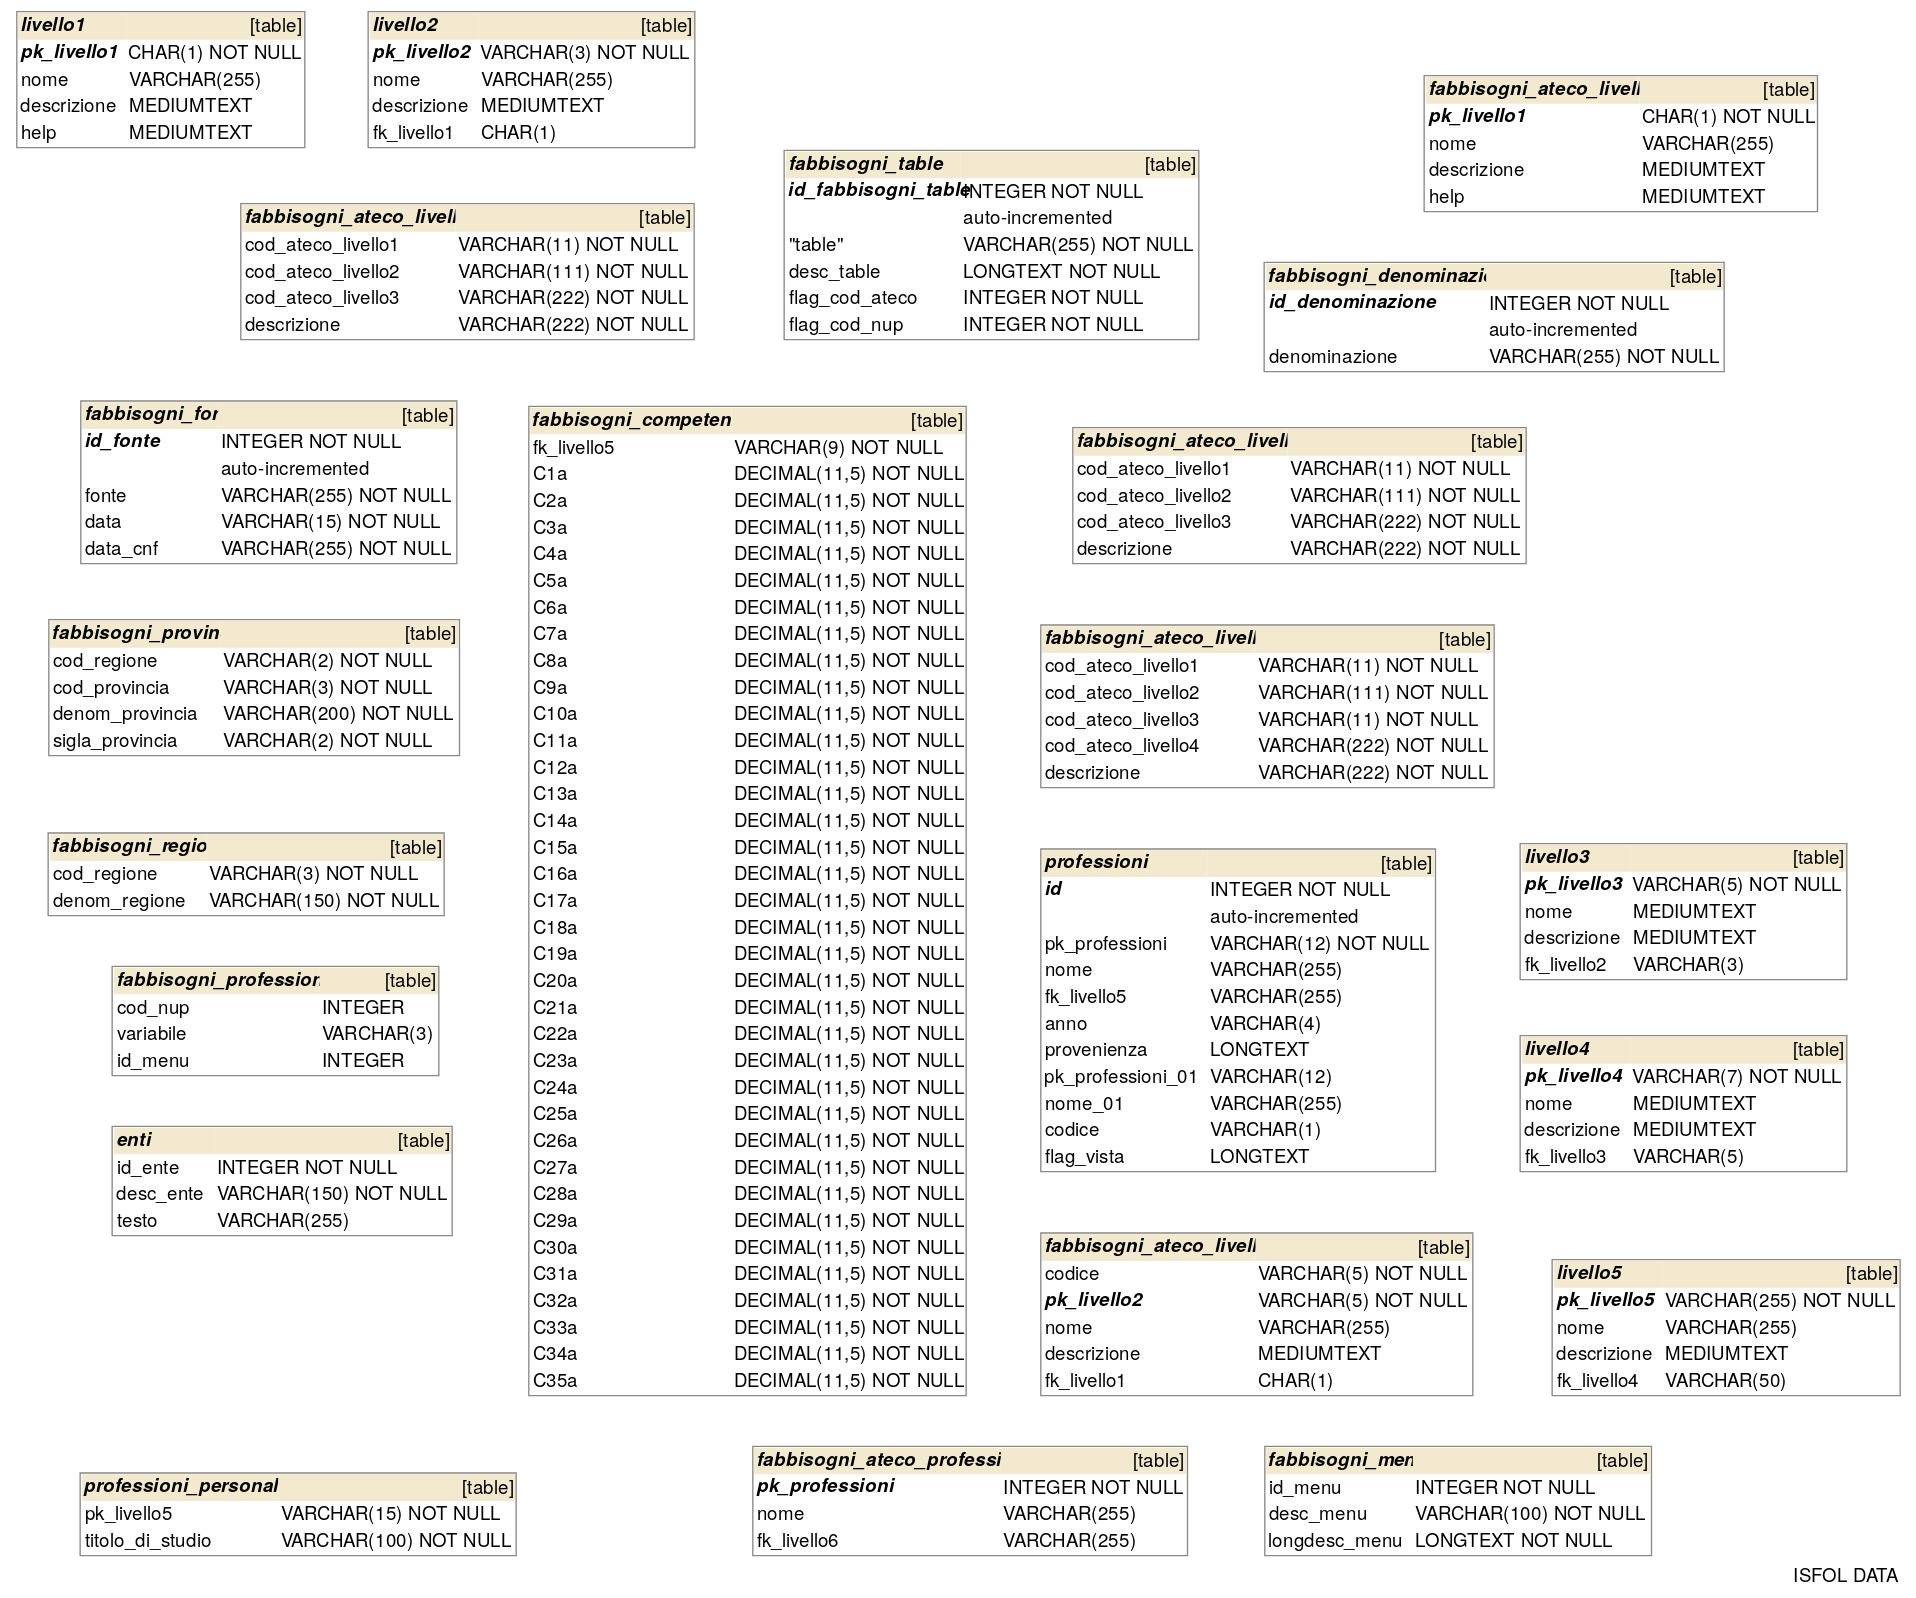 livello1 [table]
pk_livello1 CHAR(1) NOT NULL
nome VARCHAR(255)
descrizione MEDIUMTEXT
help MEDIUMTEXT
livello2 [table]
pk_livello2 VARCHAR(3) NOT NULL
nome VARCHAR(255)
descrizione MEDIUMTEXT
fk_livello1 CHAR(1)
fabbisogni_ateco_livell [table]
pk_livello1 CHAR(1) NOT NULL
nome VARCHAR(255)
descrizione MEDIUMTEXT
help MEDIUMTEXT
fabbisogni_table [table]
id_fabbisogni_table INTEGER NOT NULL
auto-incremented
"table" VARCHAR(255) NOT NULL
desc_table LONGTEXT NOT NULL
flag_cod_ateco INTEGER NOT NULL
flag_cod_nup INTEGER NOT NULL
fabbisogni_ateco_livell [table]
cod_ateco_livello1 VARCHAR(11) NOT NULL
cod_ateco_livello2 VARCHAR(111) NOT NULL
cod_ateco_livello3 VARCHAR(222) NOT NULL
descrizione VARCHAR(222) NOT NULL
fabbisogni_denominazi [table]
id_denominazione INTEGER NOT NULL
auto-incremented
denominazione VARCHAR(255) NOT NULL
fabbisogni_for [table]
id_fonte INTEGER NOT NULL
auto-incremented
fonte VARCHAR(255) NOT NULL
data VARCHAR(15) NOT NULL
data_cnf VARCHAR(255) NOT NULL
fabbisogni_competen [table]
fk_livello5 VARCHAR(9) NOT NULL
C1a DECIMAL(11,5) NOT NULL
C2a DECIMAL(11,5) NOT NULL
C3a DECIMAL(11,5) NOT NULL
C4a DECIMAL(11,5) NOT NULL
C5a DECIMAL(11,5) NOT NULL
C6a DECIMAL(11,5) NOT NULL
C7a DECIMAL(11,5) NOT NULL
C8a DECIMAL(11,5) NOT NULL
C9a DECIMAL(11,5) NOT NULL
C10a DECIMAL(11,5) NOT NULL
C11a DECIMAL(11,5) NOT NULL
C12a DECIMAL(11,5) NOT NULL
C13a DECIMAL(11,5) NOT NULL
C14a DECIMAL(11,5) NOT NULL
C15a DECIMAL(11,5) NOT NULL
C16a DECIMAL(11,5) NOT NULL
C17a DECIMAL(11,5) NOT NULL
C18a DECIMAL(11,5) NOT NULL
C19a DECIMAL(11,5) NOT NULL
C20a DECIMAL(11,5) NOT NULL
C21a DECIMAL(11,5) NOT NULL
C22a DECIMAL(11,5) NOT NULL
C23a DECIMAL(11,5) NOT NULL
C24a DECIMAL(11,5) NOT NULL
C25a DECIMAL(11,5) NOT NULL
C26a DECIMAL(11,5) NOT NULL
C27a DECIMAL(11,5) NOT NULL
C28a DECIMAL(11,5) NOT NULL
C29a DECIMAL(11,5) NOT NULL
C30a DECIMAL(11,5) NOT NULL
C31a DECIMAL(11,5) NOT NULL
C32a DECIMAL(11,5) NOT NULL
C33a DECIMAL(11,5) NOT NULL
C34a DECIMAL(11,5) NOT NULL
C35a DECIMAL(11,5) NOT NULL
fabbisogni_ateco_livell [table]
cod_ateco_livello1 VARCHAR(11) NOT NULL
cod_ateco_livello2 VARCHAR(111) NOT NULL
cod_ateco_livello3 VARCHAR(222) NOT NULL
descrizione VARCHAR(222) NOT NULL
fabbisogni_provin [table]
cod_regione VARCHAR(2) NOT NULL
cod_provincia VARCHAR(3) NOT NULL
denom_provincia VARCHAR(200) NOT NULL
sigla_provincia VARCHAR(2) NOT NULL
fabbisogni_ateco_livell [table]
cod_ateco_livello1 VARCHAR(11) NOT NULL
cod_ateco_livello2 VARCHAR(111) NOT NULL
cod_ateco_livello3 VARCHAR(11) NOT NULL
cod_ateco_livello4 VARCHAR(222) NOT NULL
descrizione VARCHAR(222) NOT NULL
fabbisogni_regio [table]
cod_regione VARCHAR(3) NOT NULL
denom_regione VARCHAR(150) NOT NULL
professioni [table]
id INTEGER NOT NULL
auto-incremented
pk_professioni VARCHAR(12) NOT NULL
nome VARCHAR(255)
fk_livello5 VARCHAR(255)
anno VARCHAR(4)
provenienza LONGTEXT
pk_professioni_01 VARCHAR(12)
nome_01 VARCHAR(255)
codice VARCHAR(1)
flag_vista LONGTEXT
livello3 [table]
pk_livello3 VARCHAR(5) NOT NULL
nome MEDIUMTEXT
descrizione MEDIUMTEXT
fk_livello2 VARCHAR(3)
fabbisogni_profession [table]
cod_nup INTEGER
variabile VARCHAR(3)
id_menu INTEGER
livello4 [table]
pk_livello4 VARCHAR(7) NOT NULL
nome MEDIUMTEXT
descrizione MEDIUMTEXT
fk_livello3 VARCHAR(5)
enti [table]
id_ente INTEGER NOT NULL
desc_ente VARCHAR(150) NOT NULL
testo VARCHAR(255)
fabbisogni_ateco_livell [table]
codice VARCHAR(5) NOT NULL
pk_livello2 VARCHAR(5) NOT NULL
nome VARCHAR(255)
descrizione MEDIUMTEXT
fk_livello1 CHAR(1)
livello5 [table]
pk_livello5 VARCHAR(255) NOT NULL
nome VARCHAR(255)
descrizione MEDIUMTEXT
fk_livello4 VARCHAR(50)
professioni_personal [table]
pk_livello5 VARCHAR(15) NOT NULL
titolo_di_studio VARCHAR(100) NOT NULL
fabbisogni_ateco_professi [table]
pk_professioni INTEGER NOT NULL
nome VARCHAR(255)
fk_livello6 VARCHAR(255)
fabbisogni_men [table]
id_menu INTEGER NOT NULL
desc_menu VARCHAR(100) NOT NULL
longdesc_menu LONGTEXT NOT NULL
ISFOL DATA